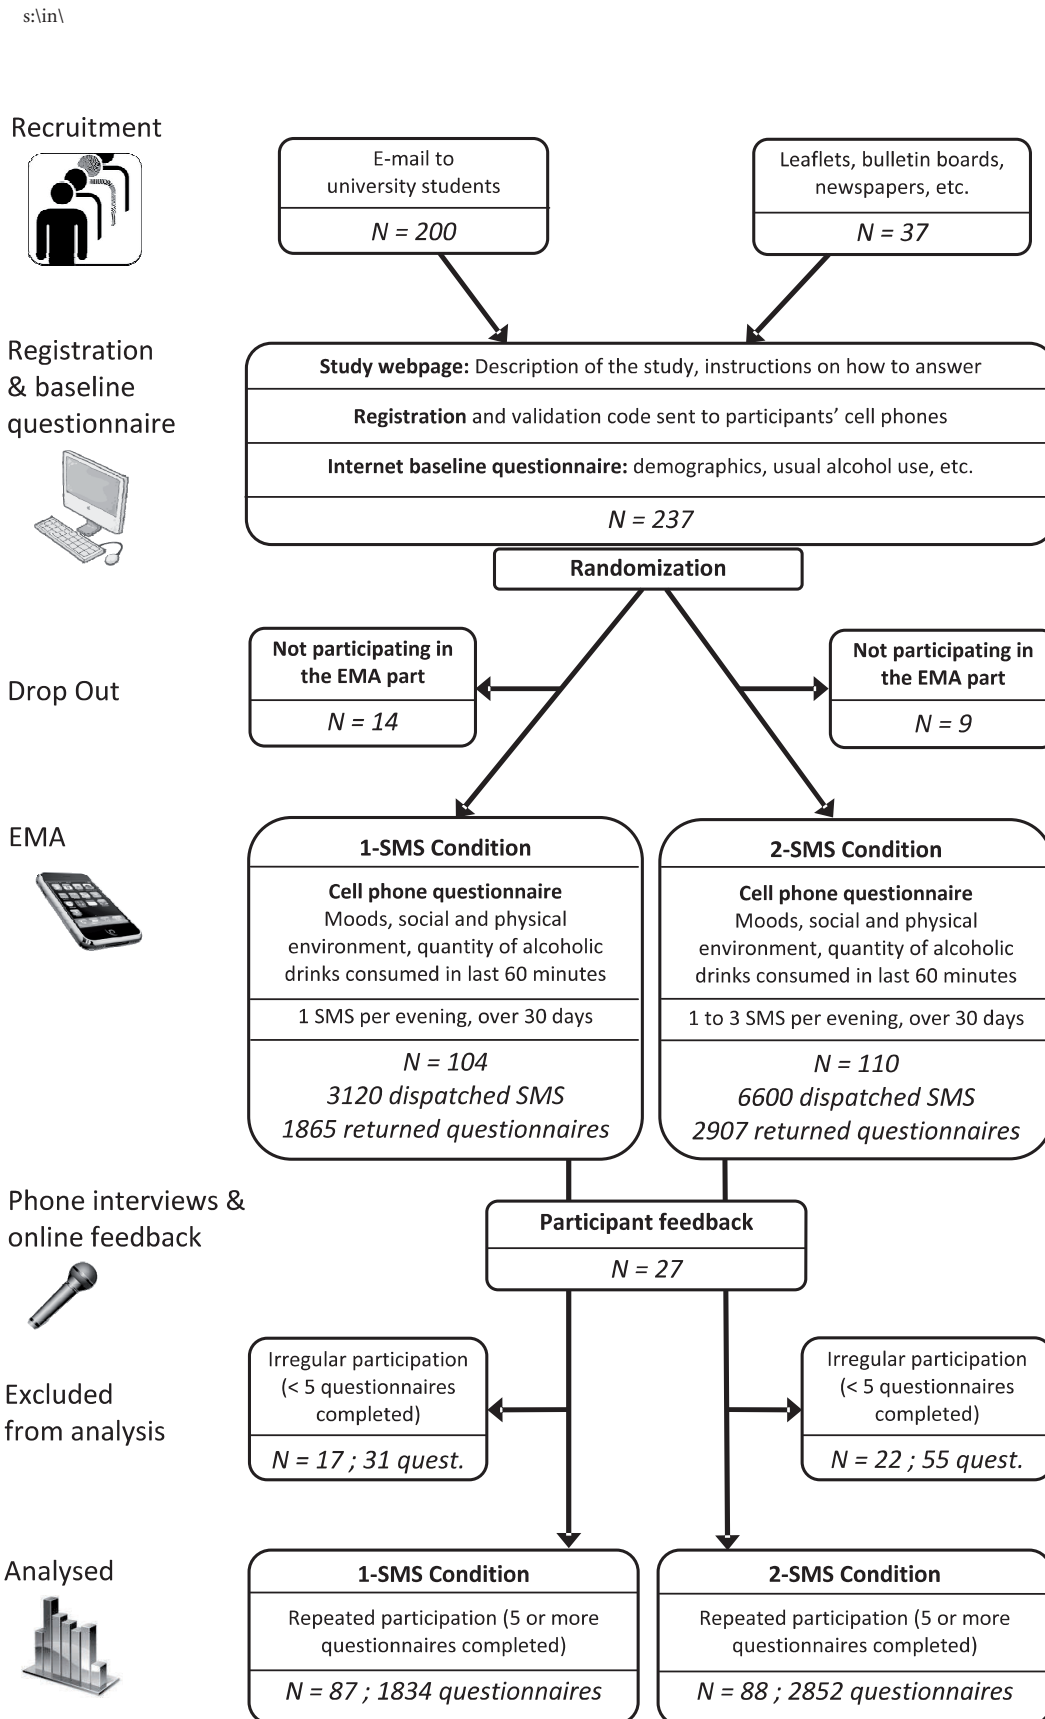 s:\in\
Recruitment
E-mail to
university students
N = 200
Leaflets, bulletin boards,
newspapers, etc.
N = 37
Registration
& baseline
questionnaire
Study webpage: Description of the study, instructions on how to answer
Registration and validation code sent to participants’ cell phones
Internet baseline questionnaire: demographics, usual alcohol use, etc.
N = 237
Randomization
Drop Out
Not participating in
the EMA part
N = 14
Not participating in
the EMA part
N = 9
EMA
1-SMS Condition
Cell phone questionnaire
Moods, social and physical
environment, quantity of alcoholic
drinks consumed in last 60 minutes
1 SMS per evening, over 30 days
N = 104
3120 dispatched SMS
1865 returned questionnaires
2-SMS Condition
Cell phone questionnaire
Moods, social and physical
environment, quantity of alcoholic
drinks consumed in last 60 minutes
1 to 3 SMS per evening, over 30 days
N = 110
6600 dispatched SMS
2907 returned questionnaires
Phone interviews &
online feedback
Participant feedback
N = 27
Excluded
from analysis
Irregular participation
(< 5 questionnaires
completed)
N = 17 ; 31 quest.
Irregular participation
(< 5 questionnaires
completed)
N = 22 ; 55 quest.
Analysed
1-SMS Condition
Repeated participation (5 or more
questionnaires completed)
N = 87 ; 1834 questionnaires
2-SMS Condition
Repeated participation (5 or more
questionnaires completed)
N = 88 ; 2852 questionnaires